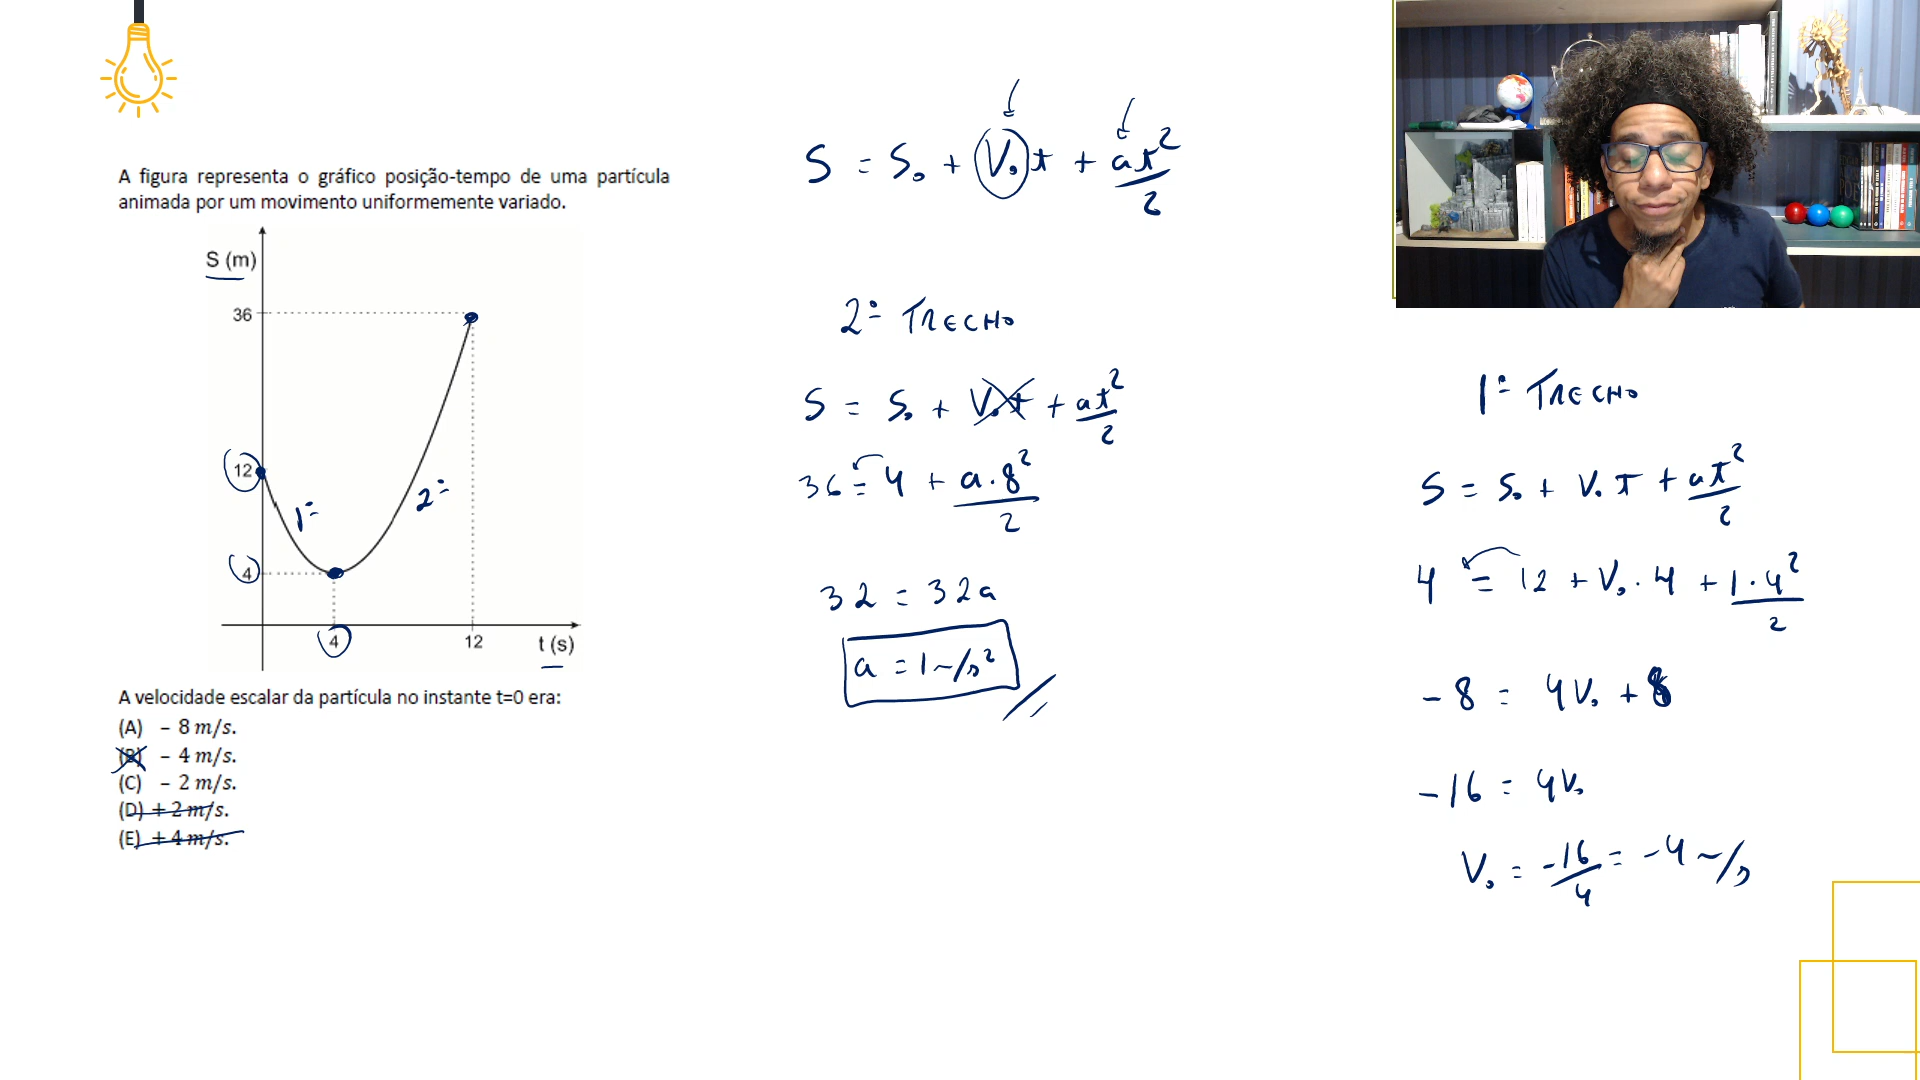 A figura representa o gráfico posição-tempo de uma partícula
animada por um movimento uniformemente variado.
S (m)
36
12
4
1º
2º
4
12
t (s)
A velocidade escalar da partícula no instante t=0 era:
(A) – 8 m/s.
(B) – 4 m/s.
(C) – 2 m/s.
(D) + 2 m/s.
(E) + 4 m/s.
S = S₀ + V₀t + at²/2
2º TRECHO
S = S₀ + V₀t + at²/2
36 = 4 + a·8²/2
32 = 32a
a = 1 m/s²
1º TRECHO
S = S₀ + V₀t + at²/2
4 = 12 + V₀·4 + 1·4²/2
-8 = 4V₀ + 8
-16 = 4V₀
V₀ = -16/4 = -4 m/s